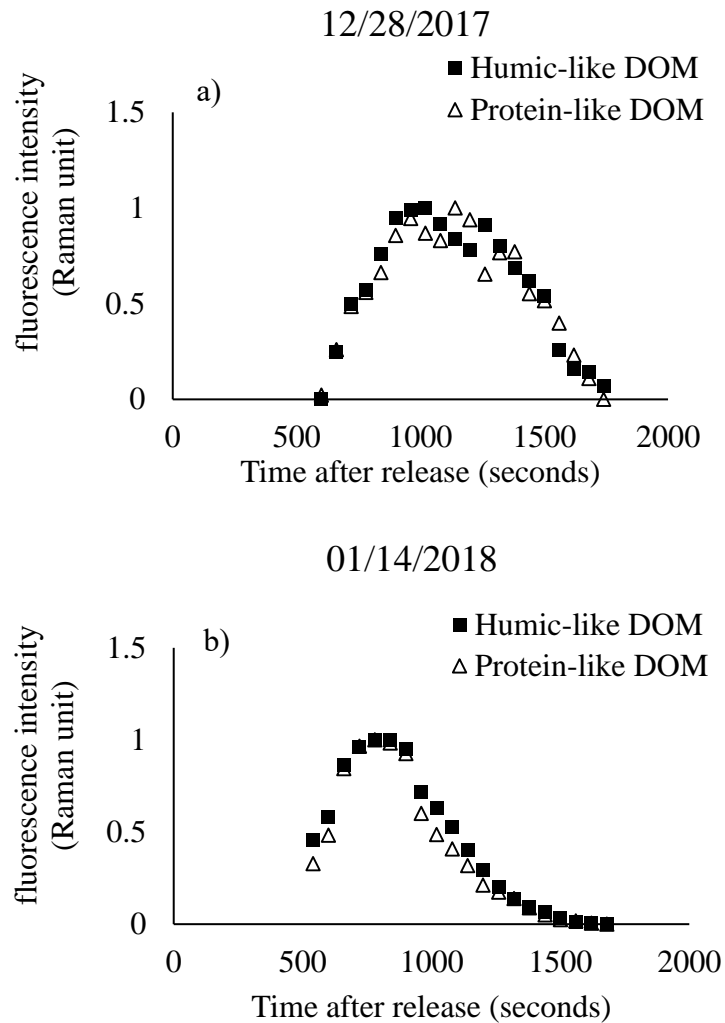 12/28/2017
■ Humic-like DOM
△ Protein-like DOM
a)
fluorescence intensity
(Raman unit)
1.5
1
0.5
0
0 500 1000 1500 2000
Time after release (seconds)
01/14/2018
■ Humic-like DOM
△ Protein-like DOM
b)
fluorescence intensity
(Raman unit)
1.5
1
0.5
0
0 500 1000 1500 2000
Time after release (seconds)